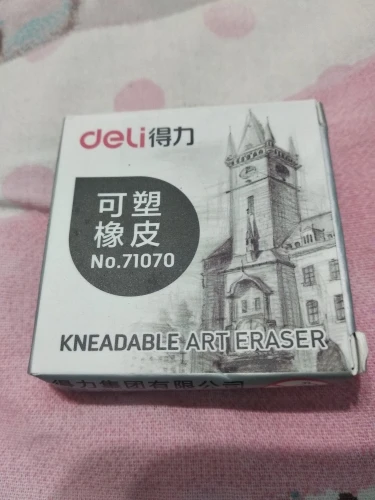 deli得力
可塑
橡皮
No.71070
KNEADABLE ART ERASER
得力集团有限公司